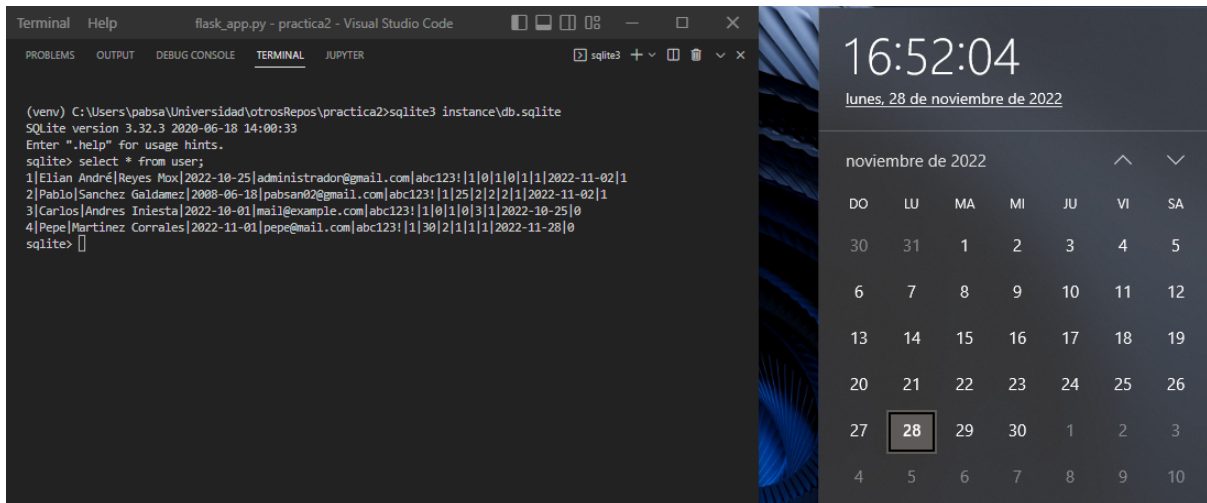 Terminal Help flask_app.py - practica2 - Visual Studio Code
PROBLEMS OUTPUT DEBUG CONSOLE TERMINAL JUPYTER sqlite3
(venv) C:\Users\pabsa\Universidad\otrosRepos\practica2>sqlite3 instance\db.sqlite
SQLite version 3.32.3 2020-06-18 14:00:33
Enter ".help" for usage hints.
sqlite> select * from user;
1|Elian André|Reyes Mox|2022-10-25|administrador@gmail.com|abc123!|1|0|1|0|1|1|2022-11-02|1
2|Pablo|Sanchez Galdamez|2008-06-18|pabsan02@gmail.com|abc123!|1|25|2|2|2|1|2022-11-02|1
3|Carlos|Andres Iniesta|2022-10-01|mail@example.com|abc123!|1|0|1|0|3|1|2022-10-25|0
4|Pepe|Martinez Corrales|2022-11-01|pepe@mail.com|abc123!|1|30|2|1|1|1|2022-11-28|0
sqlite>
16:52:04
lunes, 28 de noviembre de 2022
noviembre de 2022
DO LU MA MI JU VI SA
30 31 1 2 3 4 5
6 7 8 9 10 11 12
13 14 15 16 17 18 19
20 21 22 23 24 25 26
27 28 29 30 1 2 3
4 5 6 7 8 9 10